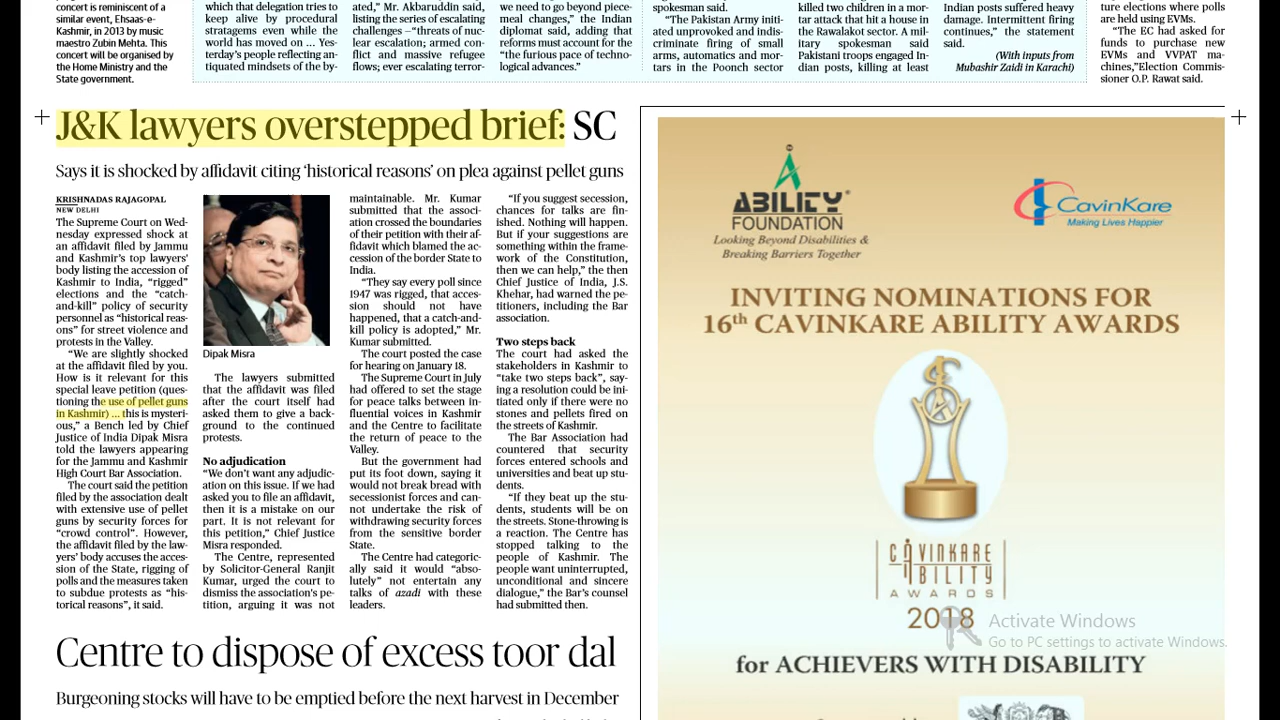 concert is reminiscent of a
similar event, Ehsaas-e-
Kashmir, in 2013 by music
maestro Zubin Mehta. This
concert will be organised by
the Home Ministry and the
State government.
which that delegation tries to
keep alive by procedural
stratagems even while the
world has moved on ... Yes-
terday's people reflecting an-
tiquated mindsets of the by-
ated," Mr. Akbaruddin said,
listing the series of escalating
challenges — "threats of nuc-
lear escalation; armed con-
flict and massive refugee
flows; ever escalating terror-
we need to go beyond piece-
meal changes," the Indian
diplomat said, adding that
reforms must account for the
"the furious pace of techno-
logical advances."
spokesman said.
"The Pakistan Army initi-
ated unprovoked and indis-
criminate firing of small
arms, automatics and mor-
tars in the Poonch sector
killed two children in a mor-
tar attack that hit a house in
the Rawalakot sector. A mil-
itary spokesman said
Pakistani troops engaged In-
dian posts, killing at least
Indian posts suffered heavy
damage. Intermittent firing
continues," the statement
said.
(With inputs from
Mubashir Zaidi in Karachi)
ture elections where polls
are held using EVMs.
"The EC had asked for
funds to purchase new
EVMs and VVPAT ma-
chines,"Election Commis-
sioner O.P. Rawat said.
J&K lawyers overstepped brief: SC
Says it is shocked by affidavit citing 'historical reasons' on plea against pellet guns
KRISHNADAS RAJAGOPAL
NEW DELHI
The Supreme Court on Wed-
nesday expressed shock at
an affidavit filed by Jammu
and Kashmir's top lawyers'
body listing the accession of
Kashmir to India, "rigged"
elections and the "catch-
and-kill" policy of security
personnel as "historical reas-
ons" for street violence and
protests in the Valley.
"We are slightly shocked
at the affidavit filed by you.
How is it relevant for this
special leave petition (ques-
tioning the use of pellet guns
in Kashmir) ... this is mysteri-
ous," a Bench led by Chief
Justice of India Dipak Misra
told the lawyers appearing
for the Jammu and Kashmir
High Court Bar Association.
The court said the petition
filed by the association dealt
with extensive use of pellet
guns by security forces for
"crowd control". However,
the affidavit filed by the law-
yers' body accuses the acces-
sion of the State, rigging of
polls and the measures taken
to subdue protests as "his-
torical reasons", it said.
Dipak Misra
The lawyers submitted
that the affidavit was filed
after the court itself had
asked them to give a back-
ground to the continued
protests.
No adjudication
"We don't want any adjudic-
ation on this issue. If we had
asked you to file an affidavit,
then it is a mistake on our
part. It is not relevant for
this petition," Chief Justice
Misra responded.
The Centre, represented
by Solicitor-General Ranjit
Kumar, urged the court to
dismiss the association's pe-
tition, arguing it was not
maintainable. Mr. Kumar
submitted that the associ-
ation crossed the boundaries
of their petition with their af-
fidavit which blamed the ac-
cession of the border State to
India.
"They say every poll since
1947 was rigged, that acces-
sion should not have
happened, that a catch-and-
kill policy is adopted," Mr.
Kumar submitted.
The court posted the case
for hearing on January 18.
The Supreme Court in July
had offered to set the stage
for peace talks between in-
fluential voices in Kashmir
and the Centre to facilitate
the return of peace to the
Valley.
But the government had
put its foot down, saying it
would not break bread with
secessionist forces and can-
not undertake the risk of
withdrawing security forces
from the sensitive border
State.
The Centre had categoric-
ally said it would "abso-
lutely" not entertain any
talks of azadi with these
leaders.
"If you suggest secession,
chances for talks are fin-
ished. Nothing will happen.
But if your suggestions are
something within the frame-
work of the Constitution,
then we can help," the then
Chief Justice of India, J.S.
Khehar, had warned the pe-
titioners, including the Bar
association.
Two steps back
The court had asked the
stakeholders in Kashmir to
"take two steps back", say-
ing a resolution could be ini-
tiated only if there were no
stones and pellets fired on
the streets of Kashmir.
The Bar Association had
countered that security
forces entered schools and
universities and beat up stu-
dents.
"If they beat up the stu-
dents, students will be on
the streets. Stone-throwing is
a reaction. The Centre has
stopped talking to the
people of Kashmir. The
people want uninterrupted,
unconditional and sincere
dialogue," the Bar's counsel
had submitted then.
Centre to dispose of excess toor dal
Burgeoning stocks will have to be emptied before the next harvest in December
ABILITY
FOUNDATION
Looking Beyond Disabilities &
Breaking Barriers Together
CavinKare
Making Lives Happier
INVITING NOMINATIONS FOR
16th CAVINKARE ABILITY AWARDS
CAVINKARE
ABILITY
AWARDS
2018
for ACHIEVERS WITH DISABILITY
Activate Windows
Go to PC settings to activate Windows.